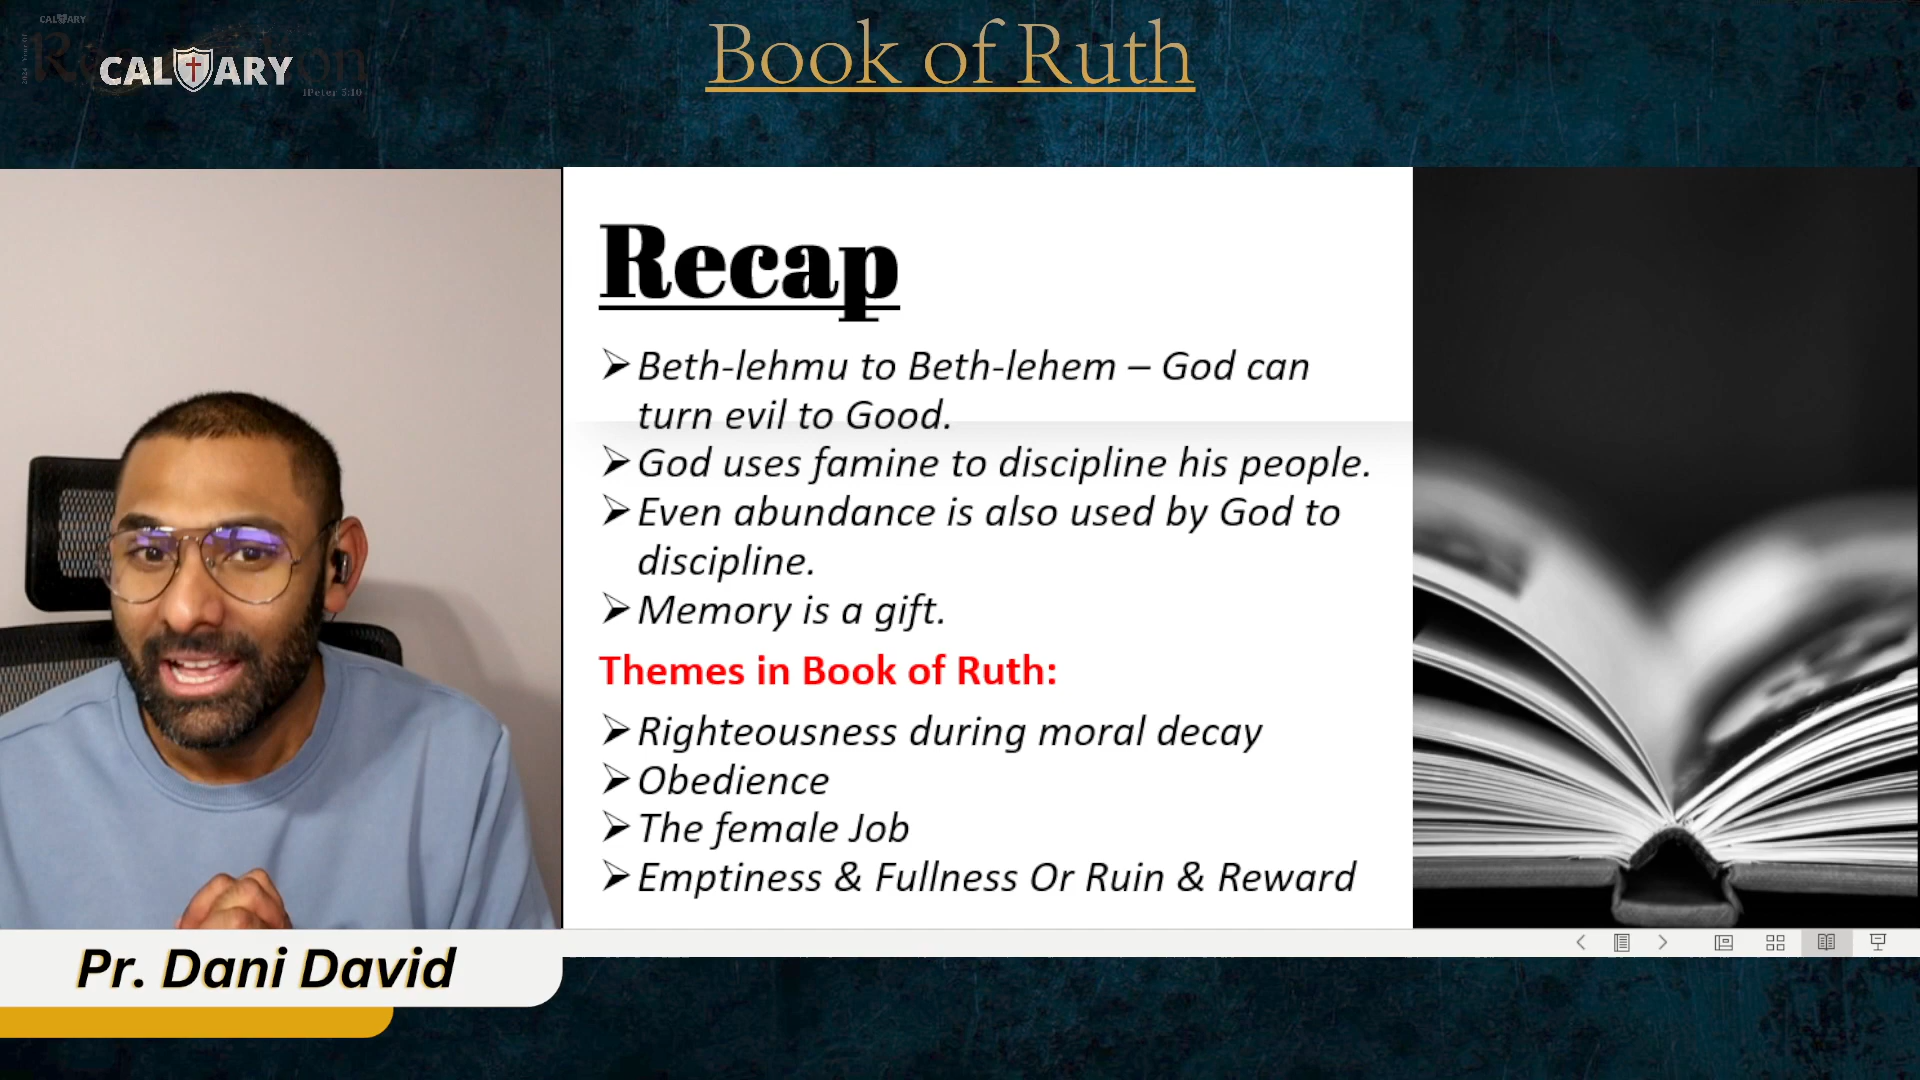 CALVARY
CALVARY
1Peter 5:10
Book of Ruth
Recap
➢ Beth-lehmu to Beth-lehem – God can
turn evil to Good.
➢ God uses famine to discipline his people.
➢ Even abundance is also used by God to
discipline.
➢ Memory is a gift.
Themes in Book of Ruth:
➢ Righteousness during moral decay
➢ Obedience
➢ The female Job
➢ Emptiness & Fullness Or Ruin & Reward
Pr. Dani David